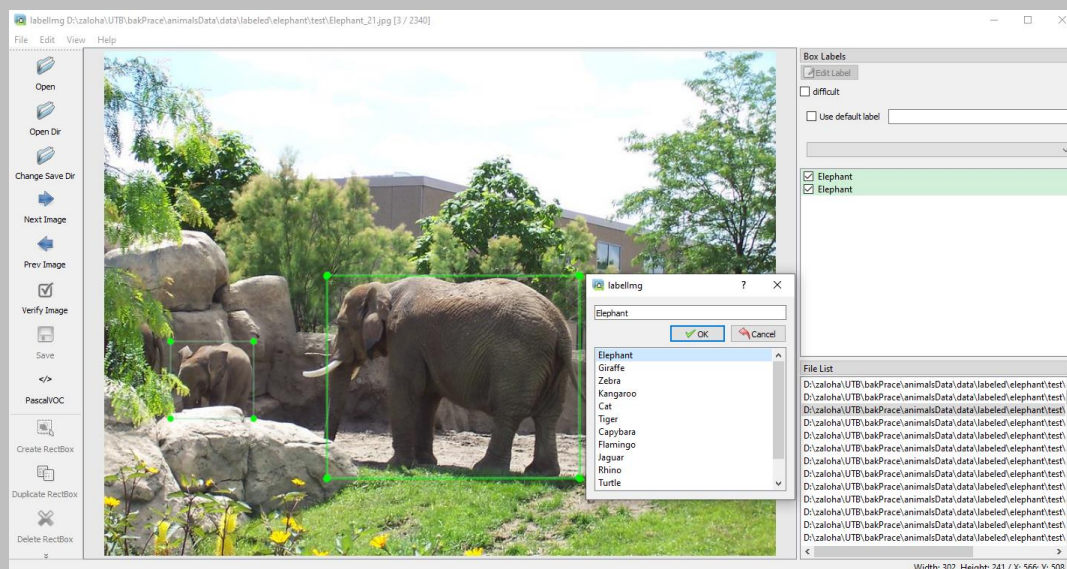 labelImg D:\zaloha\UTB\bakPrace\animalsData\data\labeled\elephant\test\Elephant_21.jpg [3 / 2340]
File Edit View Help
Open
Open Dir
Change Save Dir
Next Image
Prev Image
Verify Image
Save
</>
PascalVOC
Create RectBox
Duplicate RectBox
Delete RectBox
labelImg
Elephant
OK Cancel
Elephant
Giraffe
Zebra
Kangaroo
Cat
Tiger
Capybara
Flamingo
Jaguar
Rhino
Turtle
Box Labels
Edit Label
difficult
Use default label
Elephant
Elephant
File List
D:\zaloha\UTB\bakPrace\animalsData\data\labeled\elephant\test\
D:\zaloha\UTB\bakPrace\animalsData\data\labeled\elephant\test\
D:\zaloha\UTB\bakPrace\animalsData\data\labeled\elephant\test\
D:\zaloha\UTB\bakPrace\animalsData\data\labeled\elephant\test\
D:\zaloha\UTB\bakPrace\animalsData\data\labeled\elephant\test\
D:\zaloha\UTB\bakPrace\animalsData\data\labeled\elephant\test\
D:\zaloha\UTB\bakPrace\animalsData\data\labeled\elephant\test\
D:\zaloha\UTB\bakPrace\animalsData\data\labeled\elephant\test\
D:\zaloha\UTB\bakPrace\animalsData\data\labeled\elephant\test\
D:\zaloha\UTB\bakPrace\animalsData\data\labeled\elephant\test\
D:\zaloha\UTB\bakPrace\animalsData\data\labeled\elephant\test\
D:\zaloha\UTB\bakPrace\animalsData\data\labeled\elephant\test\
D:\zaloha\UTB\bakPrace\animalsData\data\labeled\elephant\test\
Width: 302, Height: 241 / X: 566; Y: 508